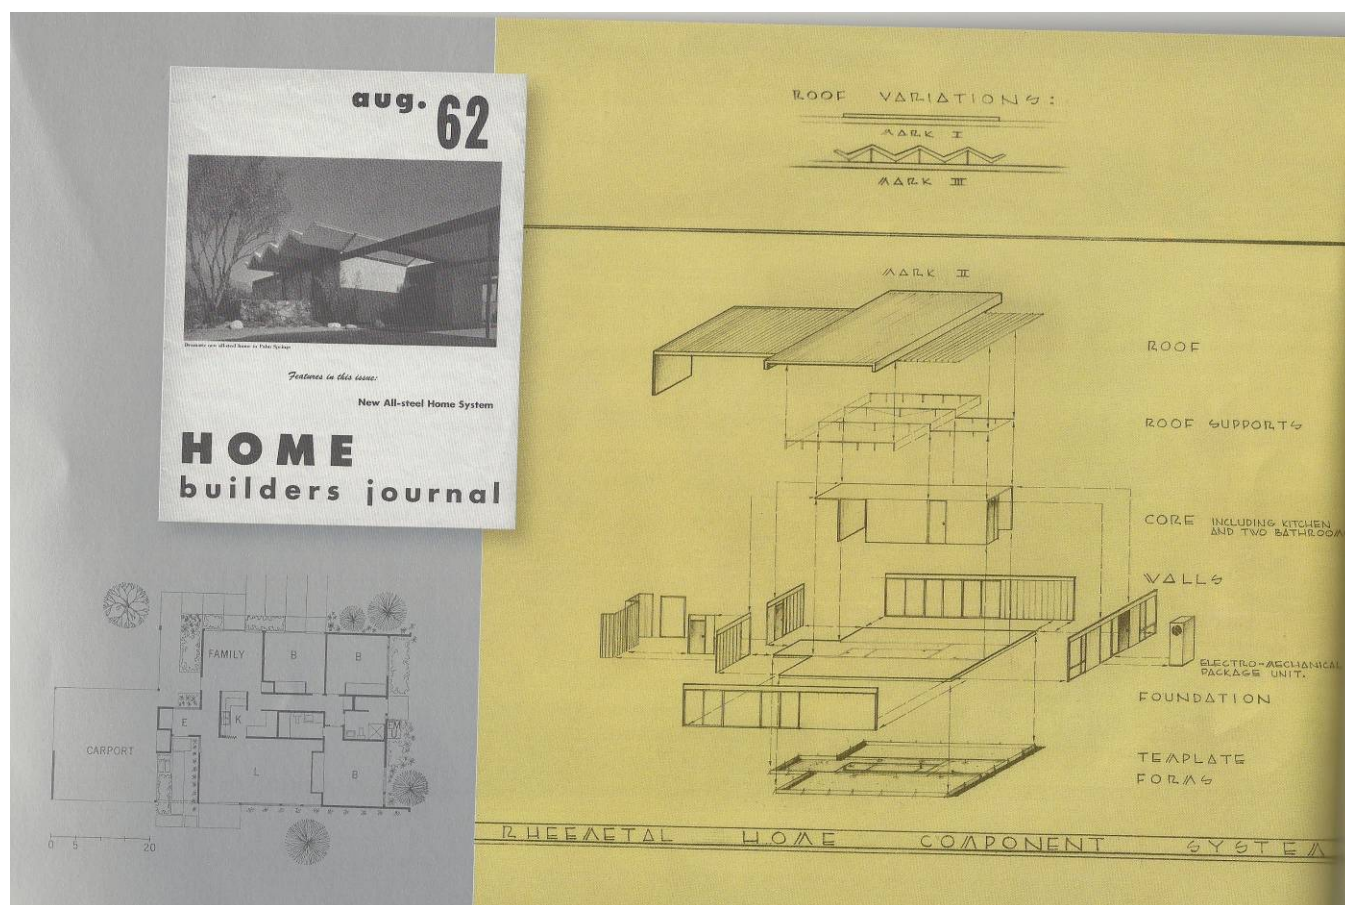 aug. 62
Features in this issue:
New All-steel Home System
HOME
builders journal
FAMILY
B
B
E
K
CARPORT
L
B
EM
0 5 20
ROOF VARIATIONS:
MARK I
MARK III
MARK II
ROOF
ROOF SUPPORTS
CORE INCLUDING KITCHEN
AND TWO BATHROOM
WALLS
ELECTRO-MECHANICAL
PACKAGE UNIT.
FOUNDATION
TEMPLATE
FORMS
RHEEMETAL HOME COMPONENT SYSTEM